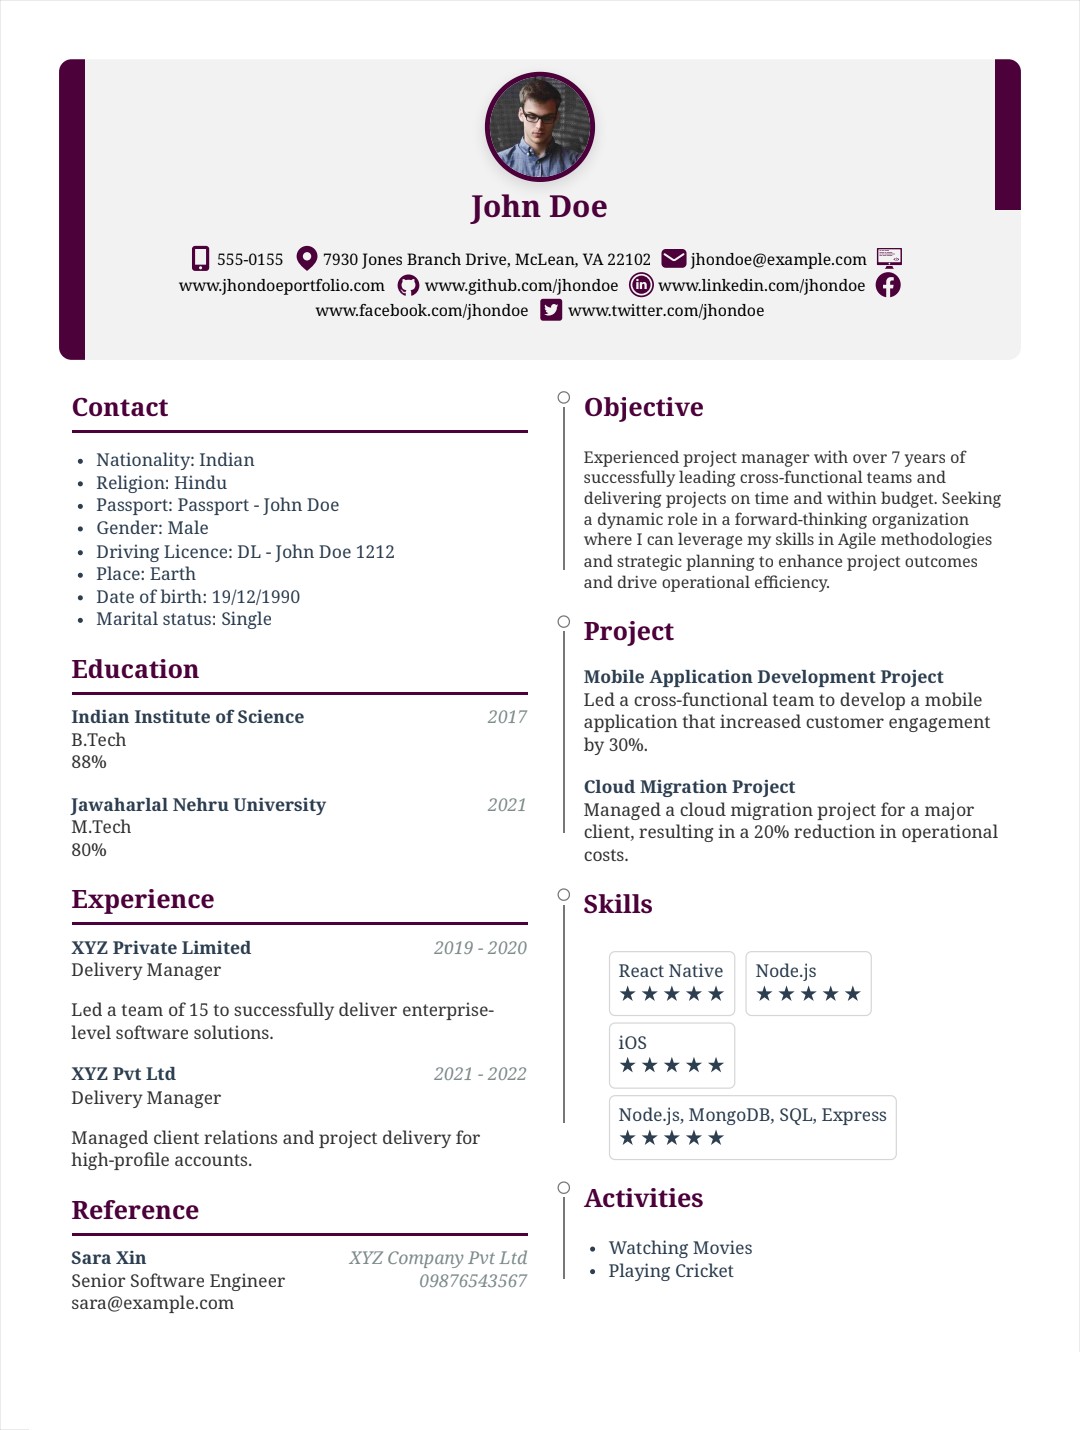 John Doe
555-0155 7930 Jones Branch Drive, McLean, VA 22102 jhondoe@example.com
www.jhondoeportfolio.com www.github.com/jhondoe www.linkedin.com/jhondoe
www.facebook.com/jhondoe www.twitter.com/jhondoe
Contact
• Nationality: Indian
• Religion: Hindu
• Passport: Passport - John Doe
• Gender: Male
• Driving Licence: DL - John Doe 1212
• Place: Earth
• Date of birth: 19/12/1990
• Marital status: Single
Education
Indian Institute of Science 2017
B.Tech
88%
Jawaharlal Nehru University 2021
M.Tech
80%
Experience
XYZ Private Limited 2019 - 2020
Delivery Manager
Led a team of 15 to successfully deliver enterprise-
level software solutions.
XYZ Pvt Ltd 2021 - 2022
Delivery Manager
Managed client relations and project delivery for
high-profile accounts.
Reference
Sara Xin XYZ Company Pvt Ltd
Senior Software Engineer 09876543567
sara@example.com
Objective
Experienced project manager with over 7 years of
successfully leading cross-functional teams and
delivering projects on time and within budget. Seeking
a dynamic role in a forward-thinking organization
where I can leverage my skills in Agile methodologies
and strategic planning to enhance project outcomes
and drive operational efficiency.
Project
Mobile Application Development Project
Led a cross-functional team to develop a mobile
application that increased customer engagement
by 30%.
Cloud Migration Project
Managed a cloud migration project for a major
client, resulting in a 20% reduction in operational
costs.
Skills
React Native Node.js
★★★★★ ★★★★★
iOS
★★★★★
Node.js, MongoDB, SQL, Express
★★★★★
Activities
• Watching Movies
• Playing Cricket